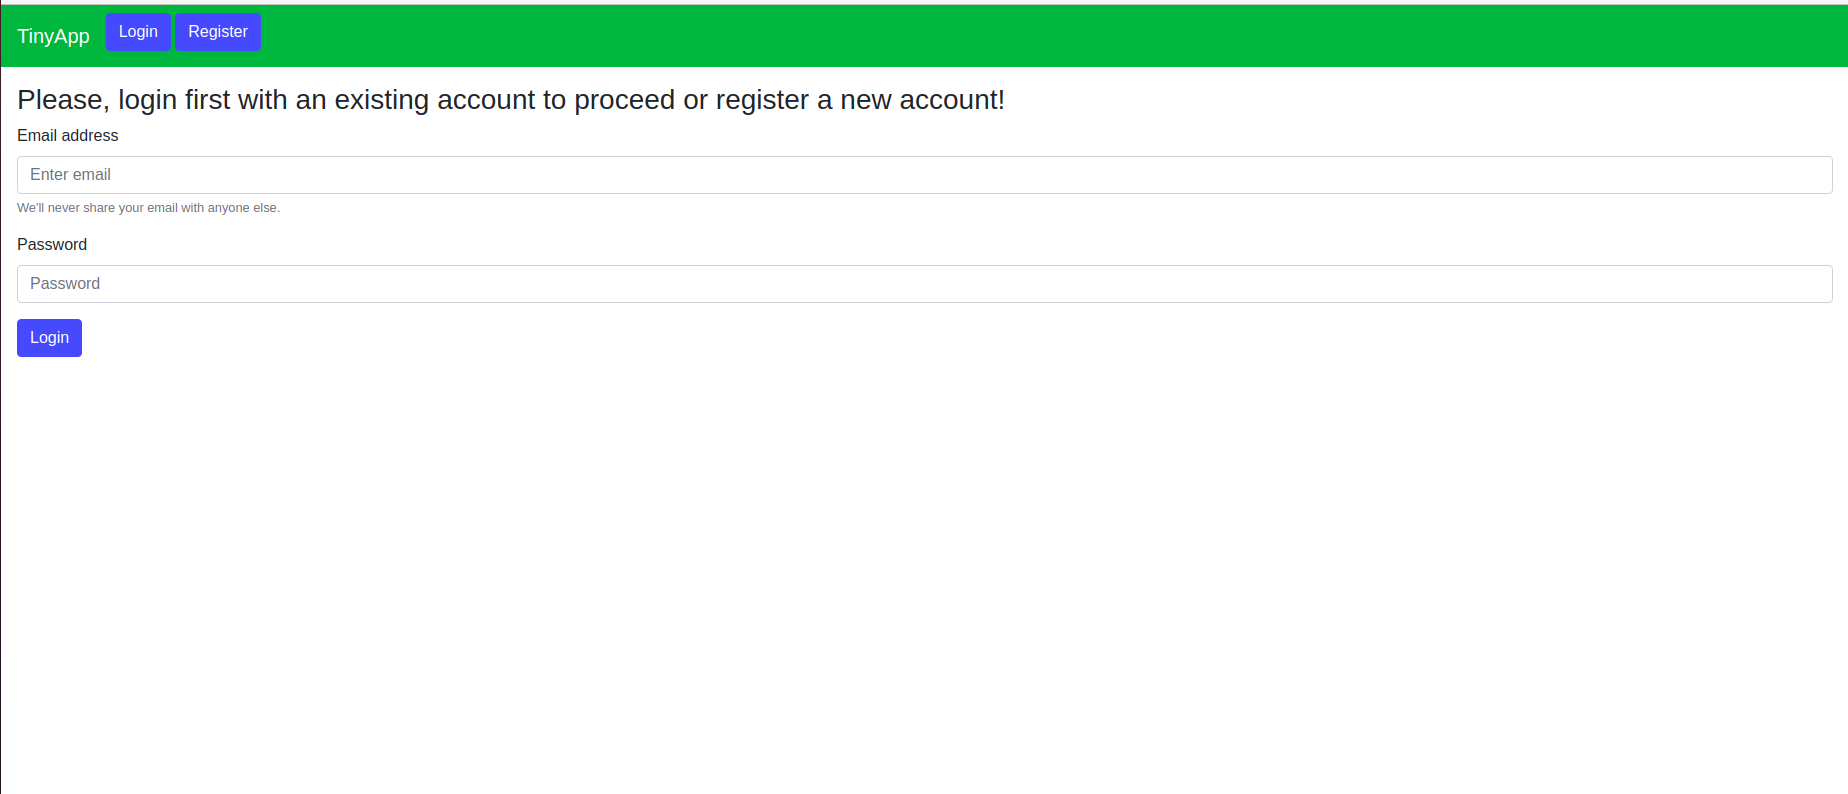 TinyApp Login Register
Please, login first with an existing account to proceed or register a new account!
Email address
Enter email
We'll never share your email with anyone else.
Password
Password
Login